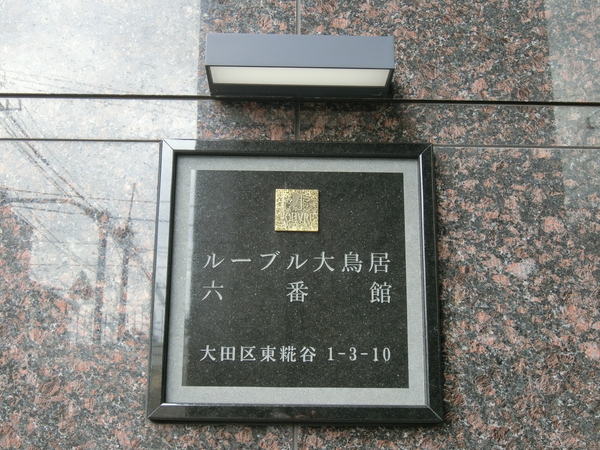 LOUVRE
ルーブル大鳥居
六番館
大田区東糀谷 1-3-10